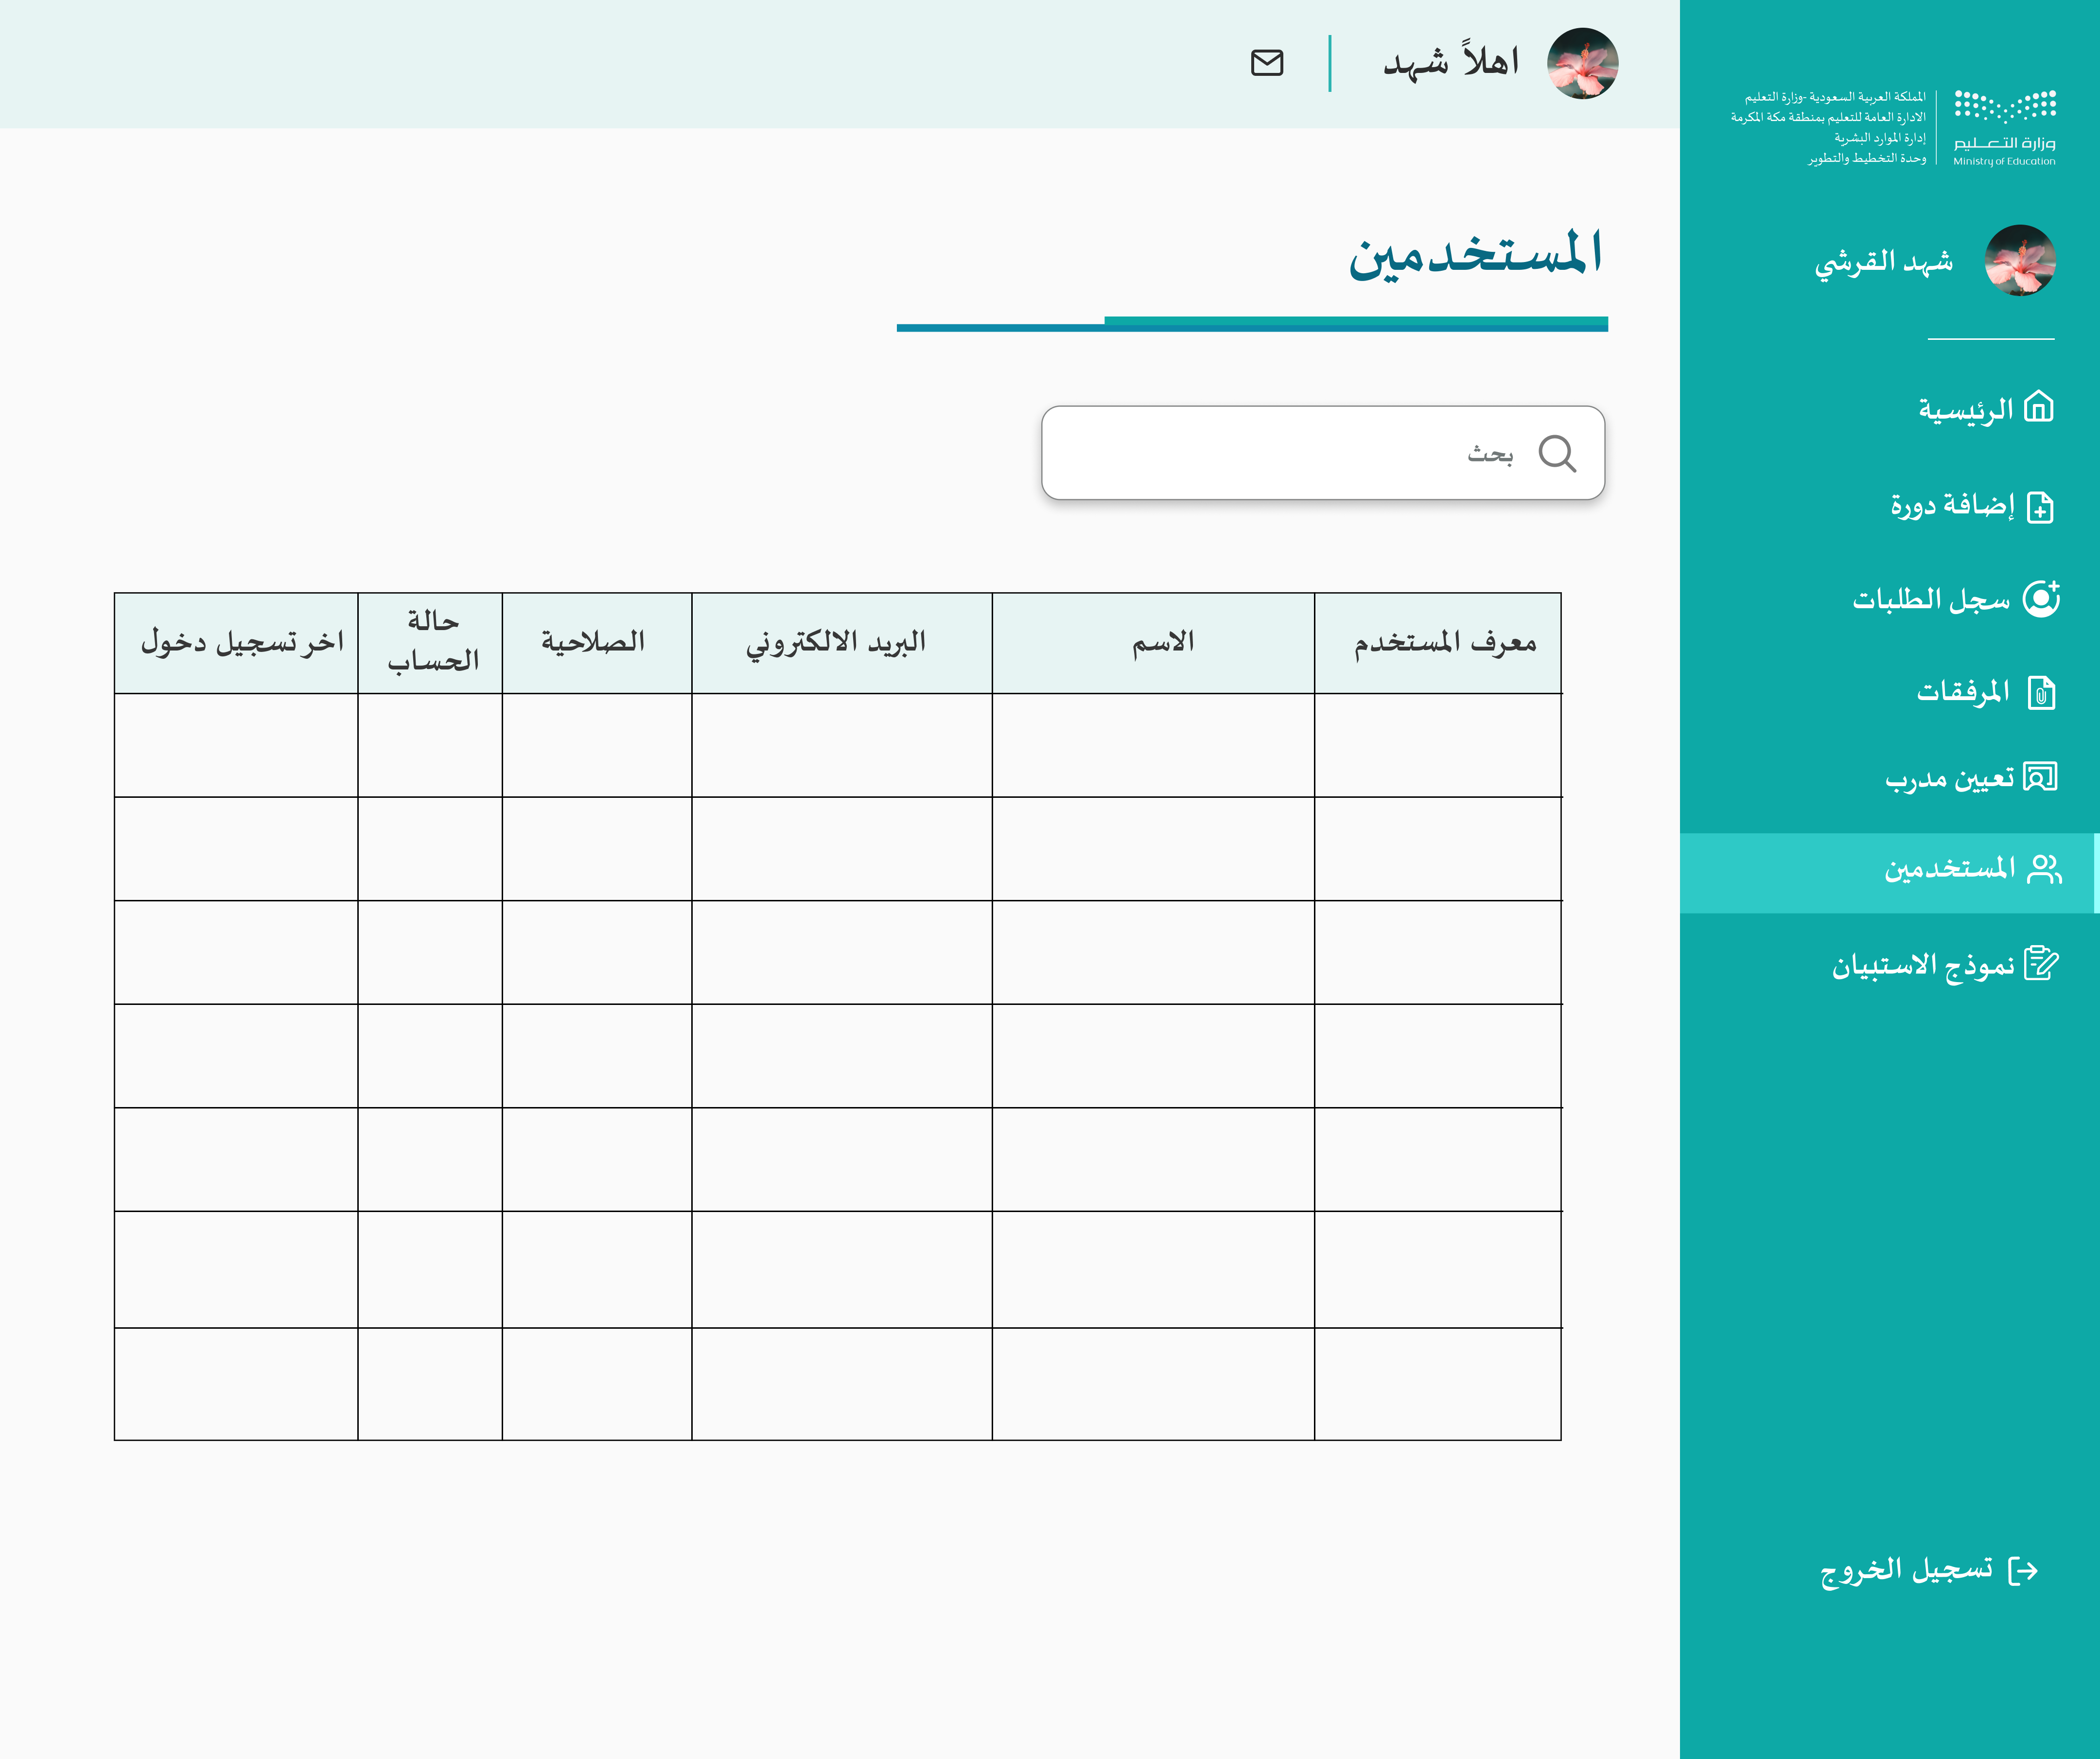 اهلاً شهد
وزارة التعليم
Ministry of Education
المملكة العربية السعودية -وزارة التعليم
الادارة العامة للتعليم بمنطقة مكة المكرمة
إدارة الموارد البشرية
وحدة التخطيط والتطوير
شهد القرشي
الرئيسية
إضافة دورة
سجل الطلبات
المرفقات
تعيين مدرب
المستخدمين
نموذج الاستبيان
تسجيل الخروج
المستخدمين
بحث
معرف المستخدم
الاسم
البريد الالكتروني
الصلاحية
حالة
الحساب
اخر تسجيل دخول